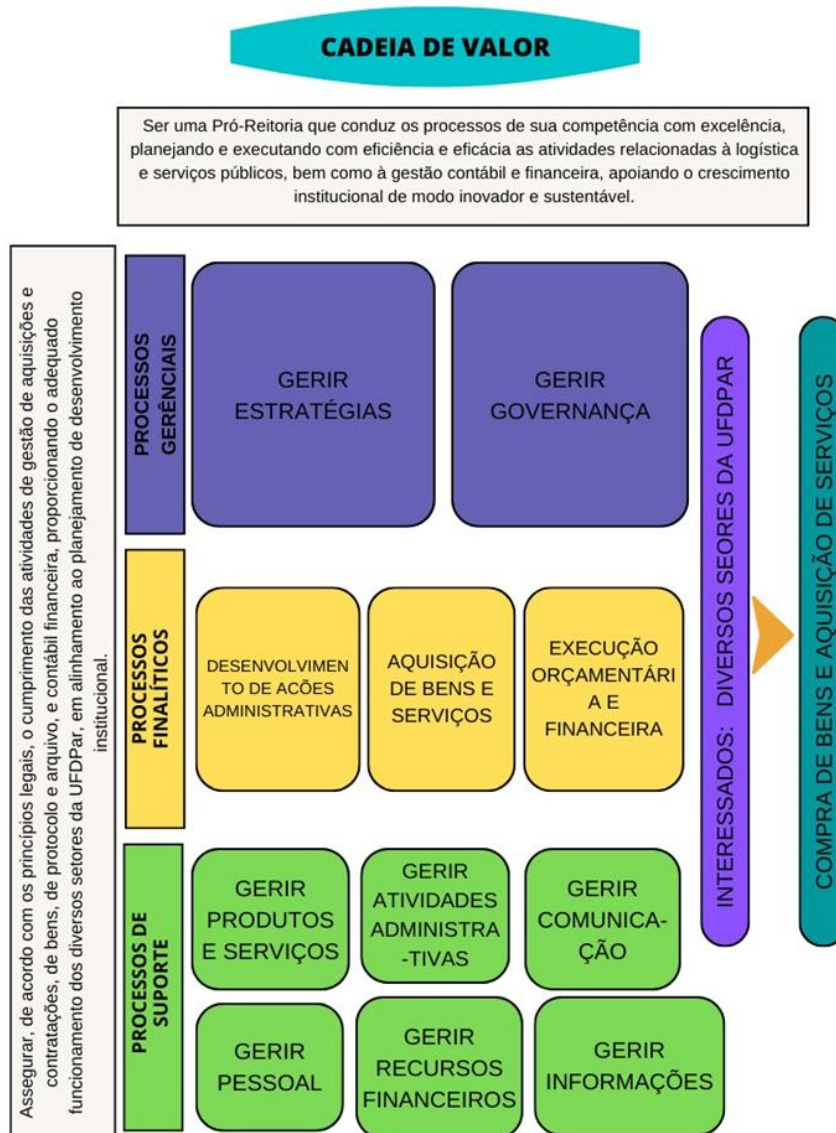 CADEIA DE VALOR
Ser uma Pró-Reitoria que conduz os processos de sua competência com excelência,
planejando e executando com eficiência e eficácia as atividades relacionadas à logística
e serviços públicos, bem como à gestão contábil e financeira, apoiando o crescimento
institucional de modo inovador e sustentável.
Assegurar, de acordo com os princípios legais, o cumprimento das atividades de gestão de aquisições e
contratações, de bens, de protocolo e arquivo, e contábil financeira, proporcionando o adequado
funcionamento dos diversos setores da UFDPar, em alinhamento ao planejamento de desenvolvimento
institucional.
PROCESSOS
GERÊNCIAIS
GERIR
ESTRATÉGIAS
GERIR
GOVERNANÇA
PROCESSOS
FINALÍTICOS
DESENVOLVIMEN
TO DE ACÕES
ADMINISTRATIVAS
AQUISIÇÃO
DE BENS E
SERVIÇOS
EXECUÇÃO
ORÇAMENTÁRI
A E
FINANCEIRA
PROCESSOS DE
SUPORTE
GERIR
PRODUTOS
E SERVIÇOS
GERIR
ATIVIDADES
ADMINISTRA
-TIVAS
GERIR
COMUNICA-
ÇÃO
GERIR
PESSOAL
GERIR
RECURSOS
FINANCEIROS
GERIR
INFORMAÇÕES
INTERESSADOS: DIVERSOS SEORES DA UFDPAR
COMPRA DE BENS E AQUISIÇÃO DE SERVIÇOS